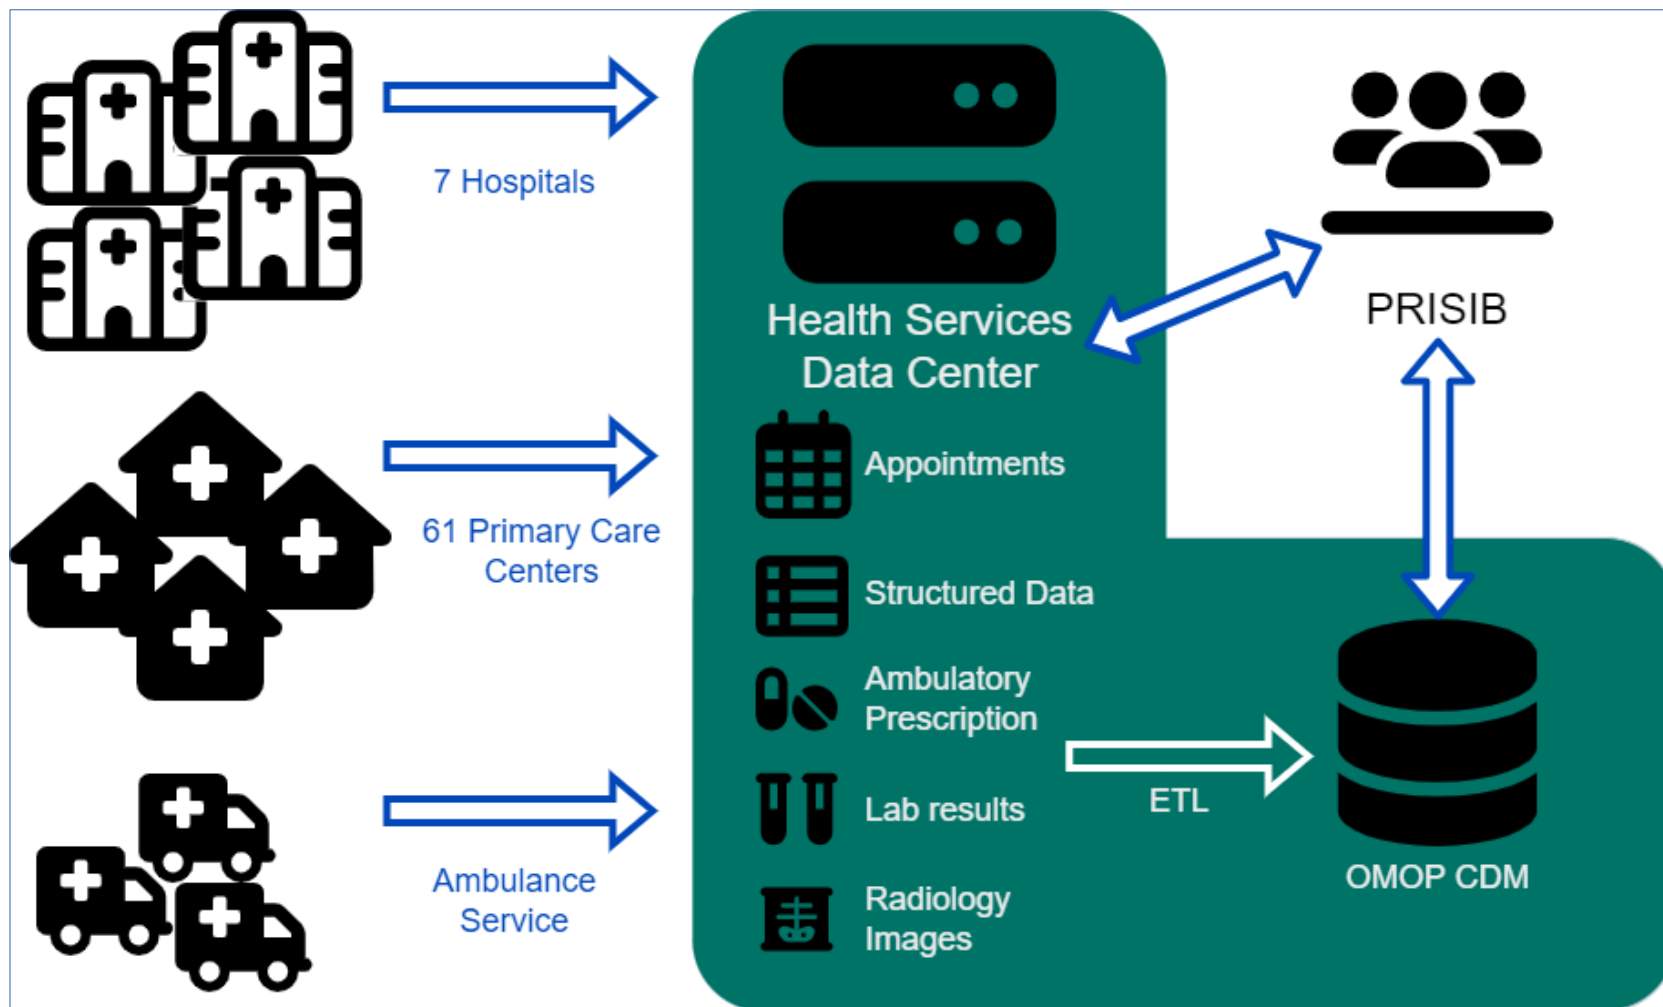 7 Hospitals
61 Primary Care
Centers
Ambulance
Service
Health Services
Data Center
Appointments
Structured Data
Ambulatory
Prescription
Lab results
Radiology
Images
ETL
PRISIB
OMOP CDM